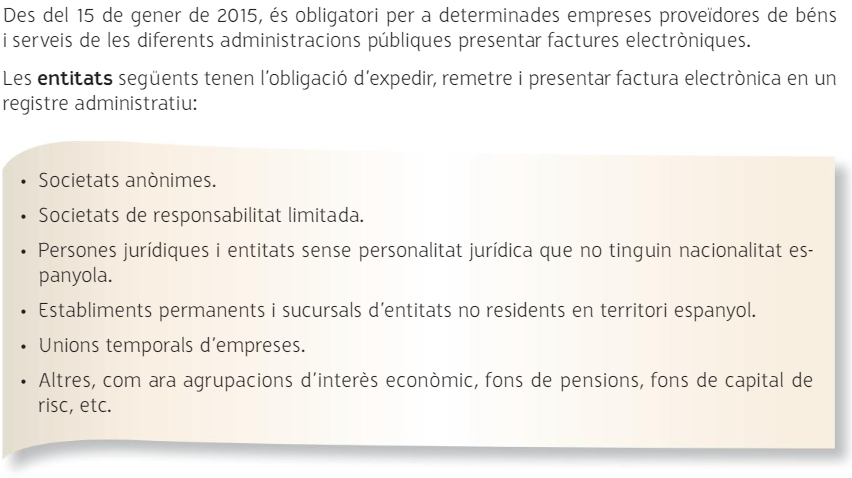 Des del 15 de gener de 2015, és obligatori per a determinades empreses proveïdores de béns
i serveis de les diferents administracions públiques presentar factures electròniques.
Les entitats següents tenen l'obligació d'expedir, remetre i presentar factura electrònica en un
registre administratiu:
• Societats anònimes.
• Societats de responsabilitat limitada.
• Persones jurídiques i entitats sense personalitat jurídica que no tinguin nacionalitat es-
panyola.
• Establiments permanents i sucursals d'entitats no residents en territori espanyol.
• Unions temporals d'empreses.
• Altres, com ara agrupacions d'interès econòmic, fons de pensions, fons de capital de
risc, etc.